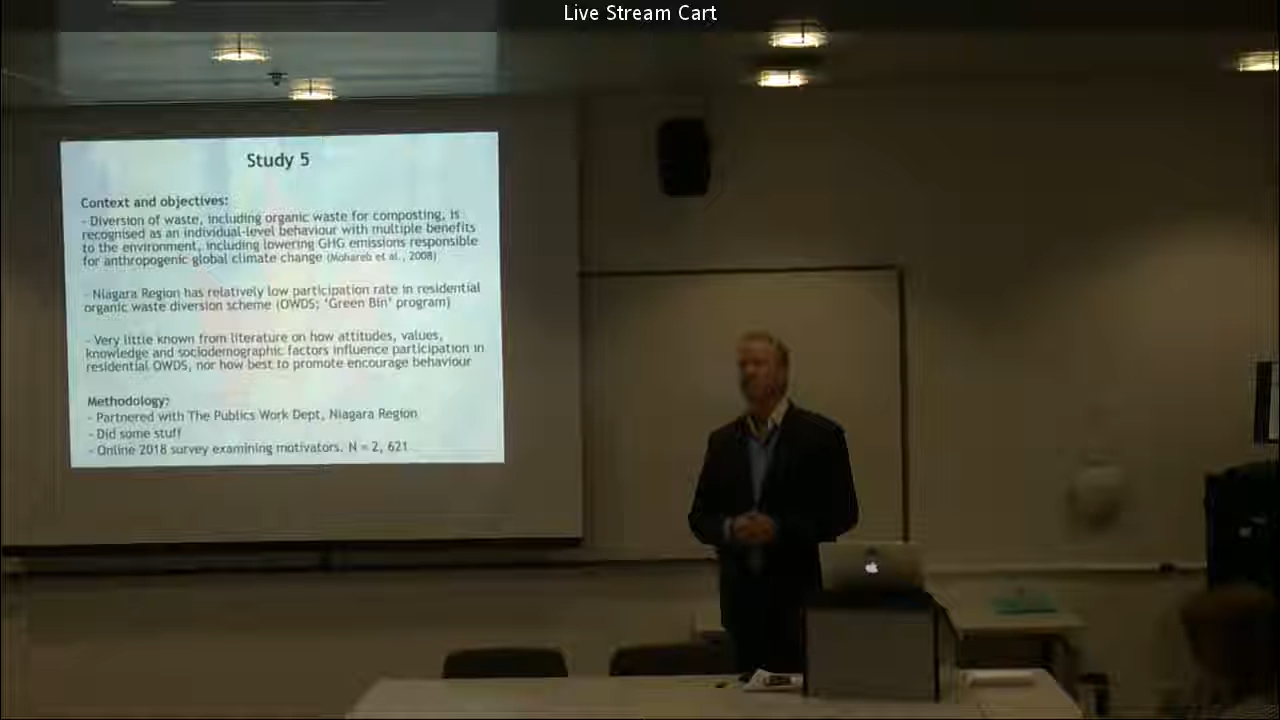 Live Stream Cart
Study 5
Context and objectives:
- Diversion of waste, including organic waste for composting, is
recognised as an individual-level behaviour with multiple benefits
to the environment, including lowering GHG emissions responsible
for anthropogenic global climate change (Mohareb et al., 2008)
- Niagara Region has relatively low participation rate in residential
organic waste diversion scheme (OWDS; 'Green Bin' program)
- Very little known from literature on how attitudes, values,
knowledge and sociodemographic factors influence participation in
residential OWDS, nor how best to promote encourage behaviour
Methodology:
- Partnered with The Publics Work Dept, Niagara Region
- Did some stuff
- Online 2018 survey examining motivators. N = 2, 621